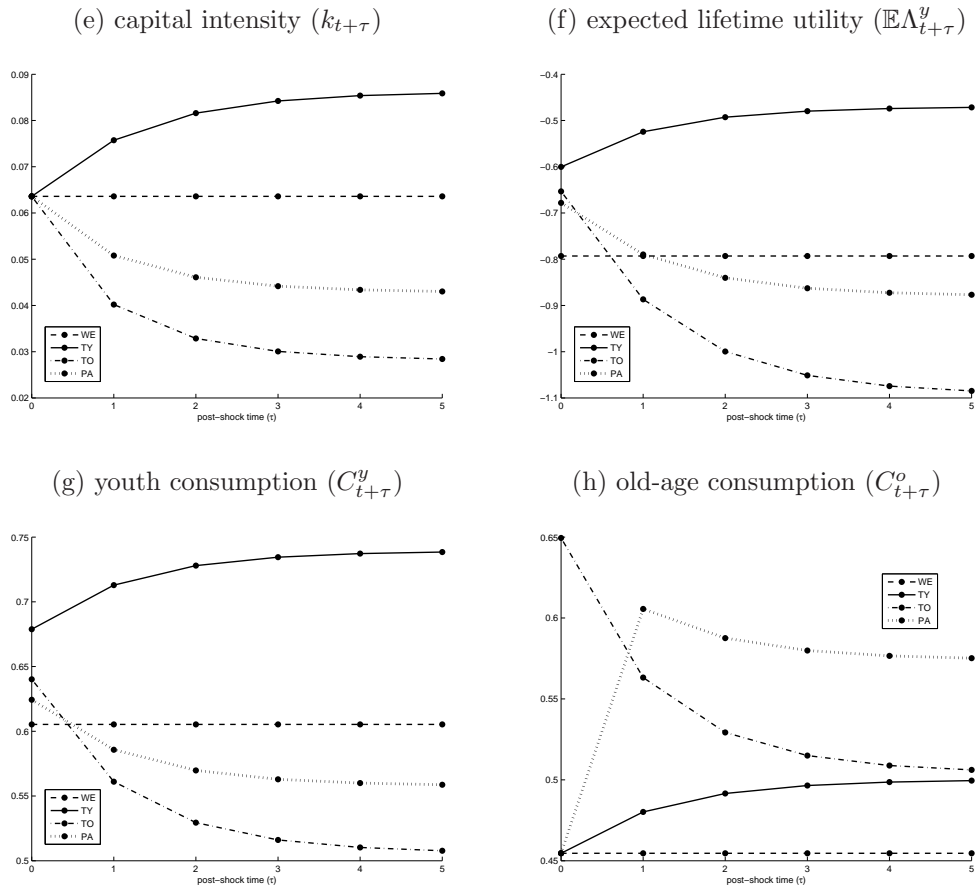 (e) capital intensity (k_{t+τ})
0.09
0.08
0.07
0.06
0.05
0.04
0.03
0.02
WE
TY
TO
PA
0 1 2 3 4 5
post−shock time (τ)
(f) expected lifetime utility (𝔼Λ^y_{t+τ})
−0.4
−0.5
−0.6
−0.7
−0.8
−0.9
−1
−1.1
WE
TY
TO
PA
0 1 2 3 4 5
post−shock time (τ)
(g) youth consumption (C^y_{t+τ})
0.75
0.7
0.65
0.6
0.55
0.5
WE
TY
TO
PA
0 1 2 3 4 5
post−shock time (τ)
(h) old-age consumption (C^o_{t+τ})
0.65
0.6
0.55
0.5
0.45
WE
TY
TO
PA
0 1 2 3 4 5
post−shock time (τ)